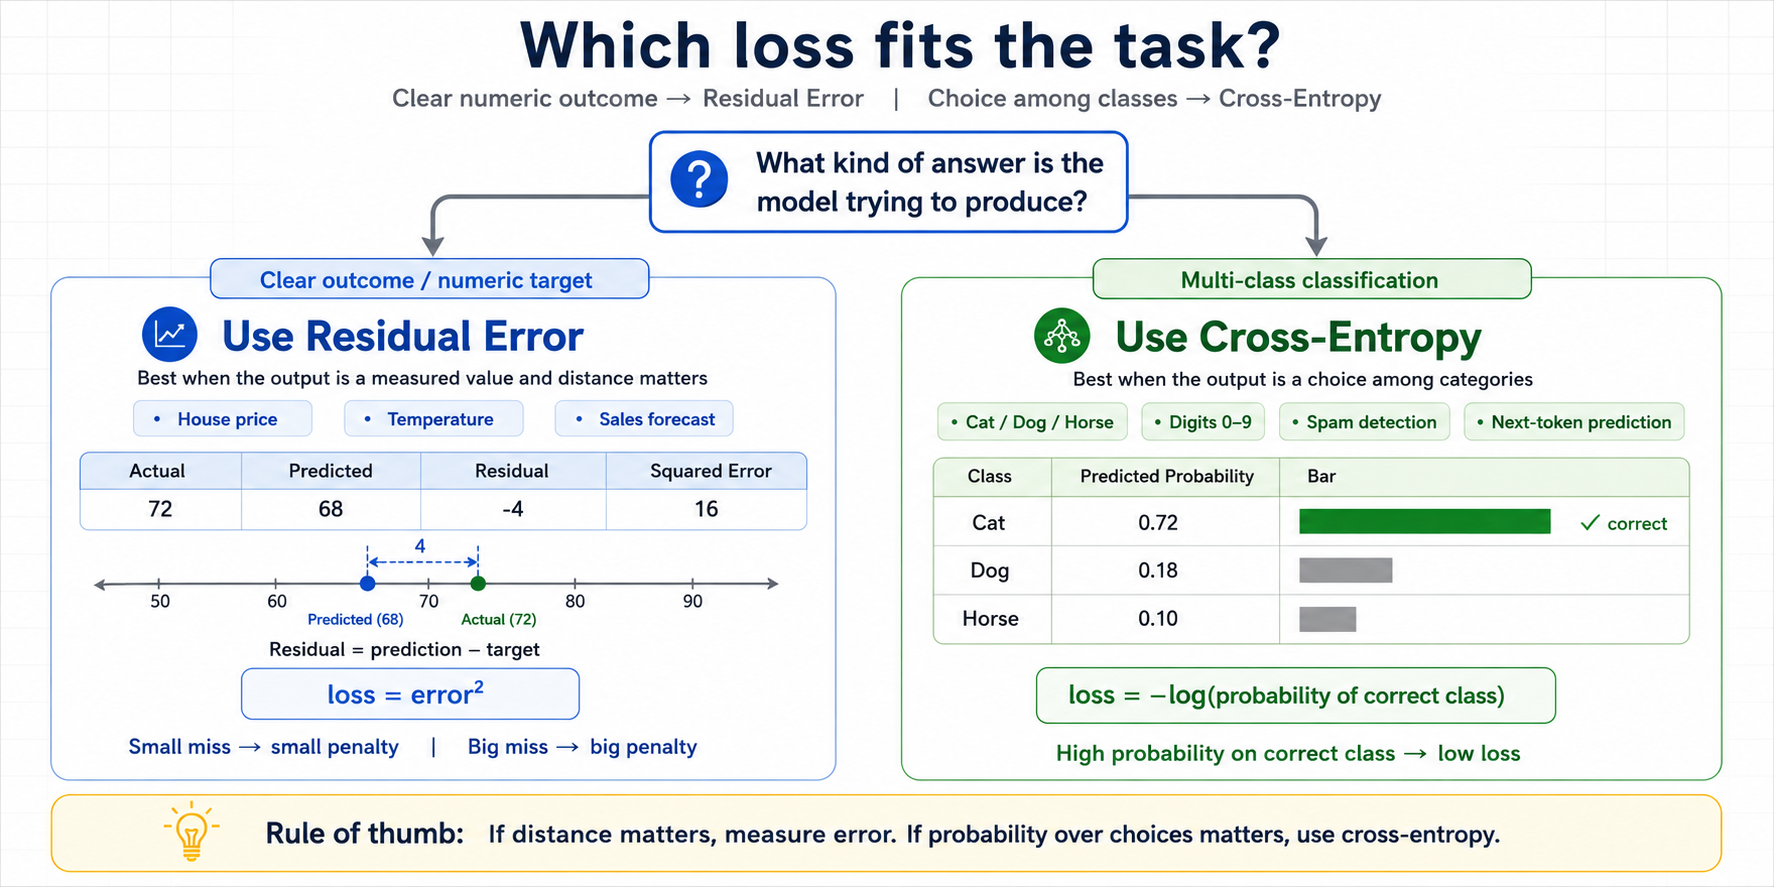 Which loss fits the task?
Clear numeric outcome → Residual Error | Choice among classes → Cross-Entropy
?
What kind of answer is the
model trying to produce?
Clear outcome / numeric target
Use Residual Error
Best when the output is a measured value and distance matters
• House price • Temperature • Sales forecast
Actual Predicted Residual Squared Error
72 68 -4 16
4
50 60 70 80 90
Predicted (68) Actual (72)
Residual = prediction – target
loss = error²
Small miss → small penalty | Big miss → big penalty
Multi-class classification
Use Cross-Entropy
Best when the output is a choice among categories
• Cat / Dog / Horse • Digits 0–9 • Spam detection • Next-token prediction
Class Predicted Probability Bar
Cat 0.72 ✓ correct
Dog 0.18
Horse 0.10
loss = −log(probability of correct class)
High probability on correct class → low loss
Rule of thumb: If distance matters, measure error. If probability over choices matters, use cross-entropy.